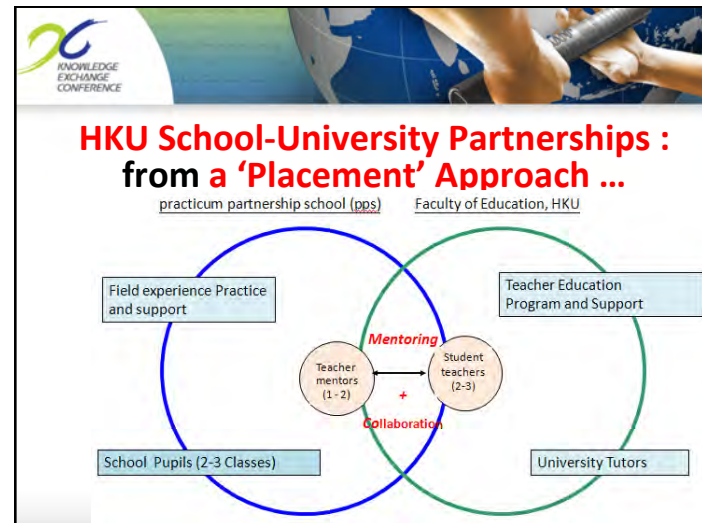 KNOWLEDGE
EXCHANGE
CONFERENCE
HKU School-University Partnerships :
from a ‘Placement’ Approach ...
practicum partnership school (pps)
Faculty of Education, HKU
Field experience Practice
and support
Teacher Education
Program and Support
Mentoring
Teacher
mentors
(1 - 2)
Student
teachers
(2-3)
+
Collaboration
School Pupils (2-3 Classes)
University Tutors